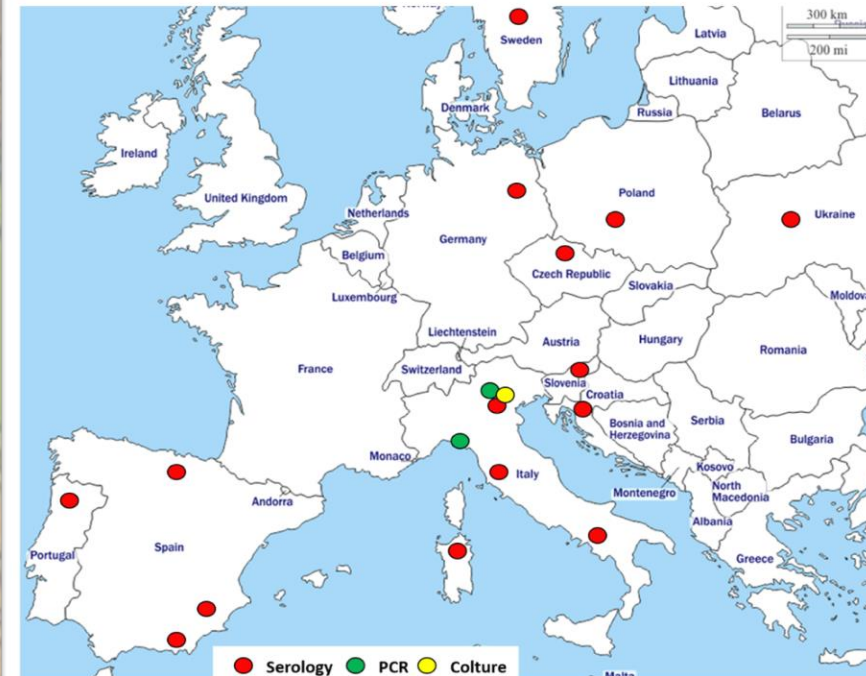 300 km
200 mi
Sweden
Latvia
Lithuania
Denmark
Russia
Belarus
Ireland
United Kingdom
Netherlands
Poland
Ukraine
Germany
Belgium
Czech Republic
Luxembourg
Slovakia
Moldov
Liechtenstein
Austria
Hungary
Romania
France
Switzerland
Slovenia
Croatia
Bosnia and
Herzegovina
Serbia
Bulgaria
Monaco
Kosovo
Italy
Andorra
North
Macedonia
Montenegro
Albania
Portugal
Spain
Greece
Serology
PCR
Colture